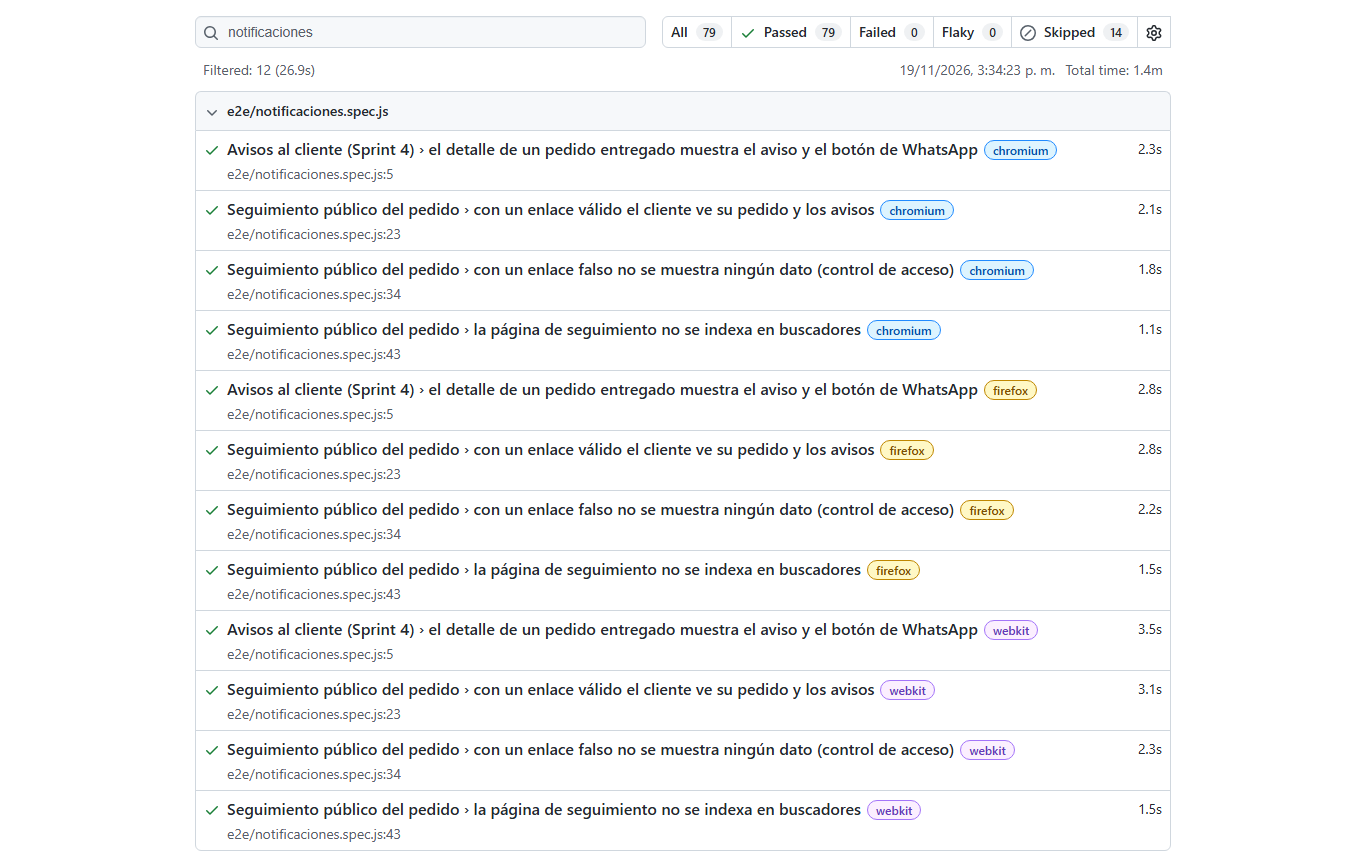 notificaciones
All 79 Passed 79 Failed 0 Flaky 0 Skipped 14
Filtered: 12 (26.9s) 19/11/2026, 3:34:23 p. m. Total time: 1.4m
e2e/notificaciones.spec.js
Avisos al cliente (Sprint 4) › el detalle de un pedido entregado muestra el aviso y el botón de WhatsApp chromium 2.3s
e2e/notificaciones.spec.js:5
Seguimiento público del pedido › con un enlace válido el cliente ve su pedido y los avisos chromium 2.1s
e2e/notificaciones.spec.js:23
Seguimiento público del pedido › con un enlace falso no se muestra ningún dato (control de acceso) chromium 1.8s
e2e/notificaciones.spec.js:34
Seguimiento público del pedido › la página de seguimiento no se indexa en buscadores chromium 1.1s
e2e/notificaciones.spec.js:43
Avisos al cliente (Sprint 4) › el detalle de un pedido entregado muestra el aviso y el botón de WhatsApp firefox 2.8s
e2e/notificaciones.spec.js:5
Seguimiento público del pedido › con un enlace válido el cliente ve su pedido y los avisos firefox 2.8s
e2e/notificaciones.spec.js:23
Seguimiento público del pedido › con un enlace falso no se muestra ningún dato (control de acceso) firefox 2.2s
e2e/notificaciones.spec.js:34
Seguimiento público del pedido › la página de seguimiento no se indexa en buscadores firefox 1.5s
e2e/notificaciones.spec.js:43
Avisos al cliente (Sprint 4) › el detalle de un pedido entregado muestra el aviso y el botón de WhatsApp webkit 3.5s
e2e/notificaciones.spec.js:5
Seguimiento público del pedido › con un enlace válido el cliente ve su pedido y los avisos webkit 3.1s
e2e/notificaciones.spec.js:23
Seguimiento público del pedido › con un enlace falso no se muestra ningún dato (control de acceso) webkit 2.3s
e2e/notificaciones.spec.js:34
Seguimiento público del pedido › la página de seguimiento no se indexa en buscadores webkit 1.5s
e2e/notificaciones.spec.js:43